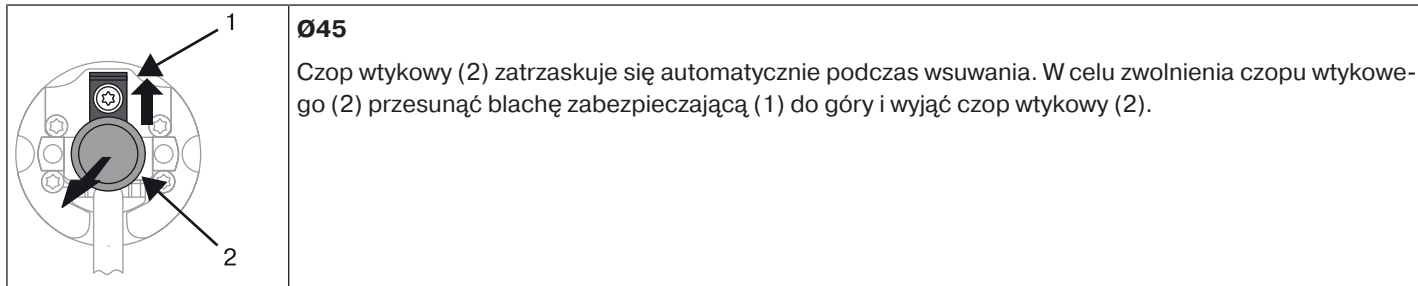 1
2
Ø45
Czop wtykowy (2) zatrzaskuje się automatycznie podczas wsuwania. W celu zwolnienia czopu wtykowe-
go (2) przesunąć blachę zabezpieczającą (1) do góry i wyjąć czop wtykowy (2).